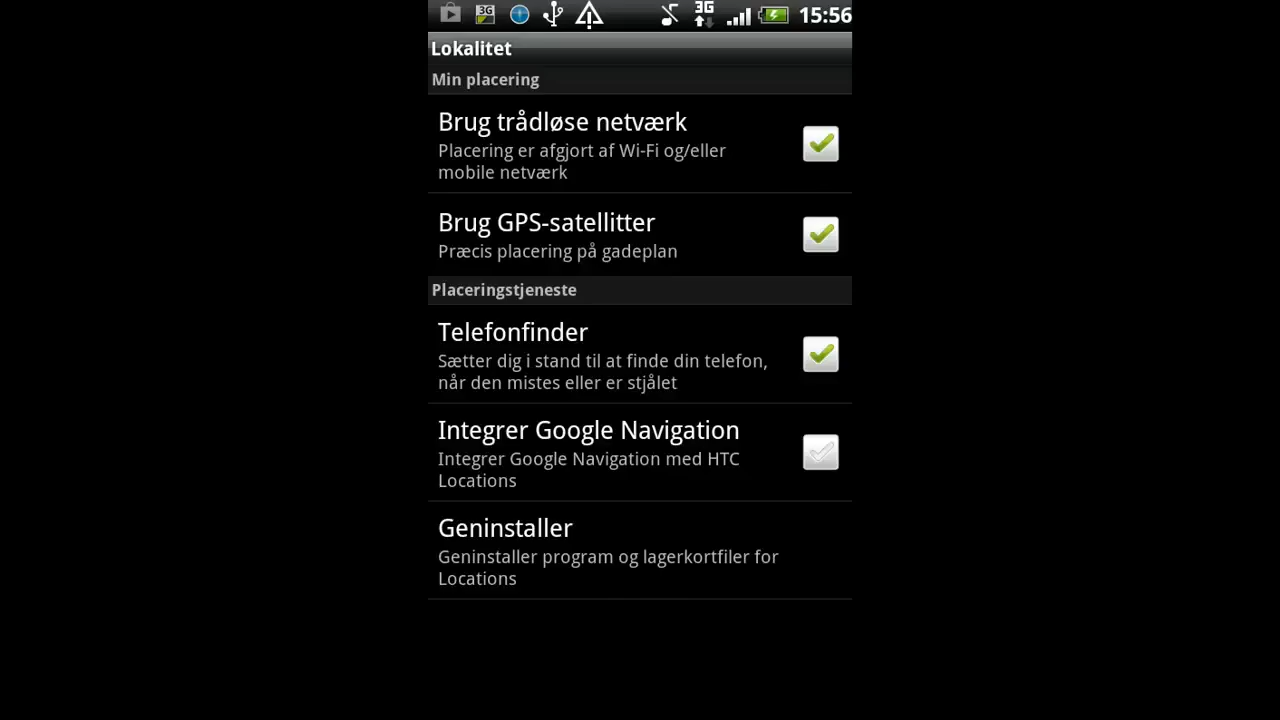 3G 3G 15:56
Lokalitet
Min placering
Brug trådløse netværk
Placering er afgjort af Wi-Fi og/eller
mobile netværk
Brug GPS-satellitter
Præcis placering på gadeplan
Placeringstjeneste
Telefonfinder
Sætter dig i stand til at finde din telefon,
når den mistes eller er stjålet
Integrer Google Navigation
Integrer Google Navigation med HTC
Locations
Geninstaller
Geninstaller program og lagerkortfiler for
Locations